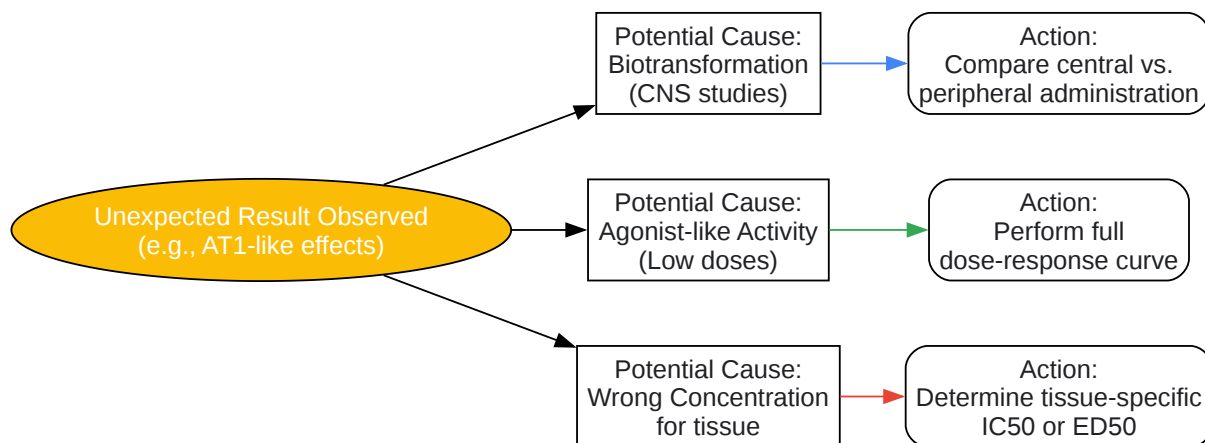 Unexpected Result Observed
(e.g., AT1-like effects)
Potential Cause:
Biotransformation
(CNS studies)
Action:
Compare central vs.
peripheral administration
Potential Cause:
Agonist-like Activity
(Low doses)
Action:
Perform full
dose-response curve
Potential Cause:
Wrong Concentration
for tissue
Action:
Determine tissue-specific
IC50 or ED50